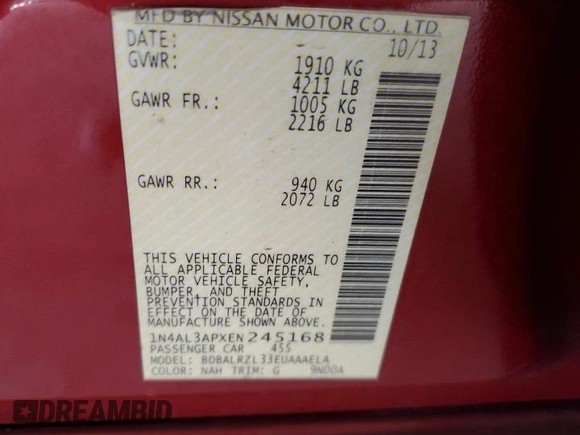 MFD BY NISSAN MOTOR CO., LTD.
DATE: 10/13
GVWR: 1910 KG
4211 LB
GAWR FR.: 1005 KG
2216 LB
GAWR RR.: 940 KG
2072 LB
THIS VEHICLE CONFORMS TO
ALL APPLICABLE FEDERAL
MOTOR VEHICLE SAFETY,
BUMPER, AND THEFT
PREVENTION STANDARDS IN
EFFECT ON THE DATE OF
MANUFACTURE SHOWN ABOVE.
1N4AL3APXEN245168
PASSENGER CAR 455
MODEL: BDBALRZL33EUAAAELA
COLOR: NAH TRIM: G 9N00A
DREAMBID